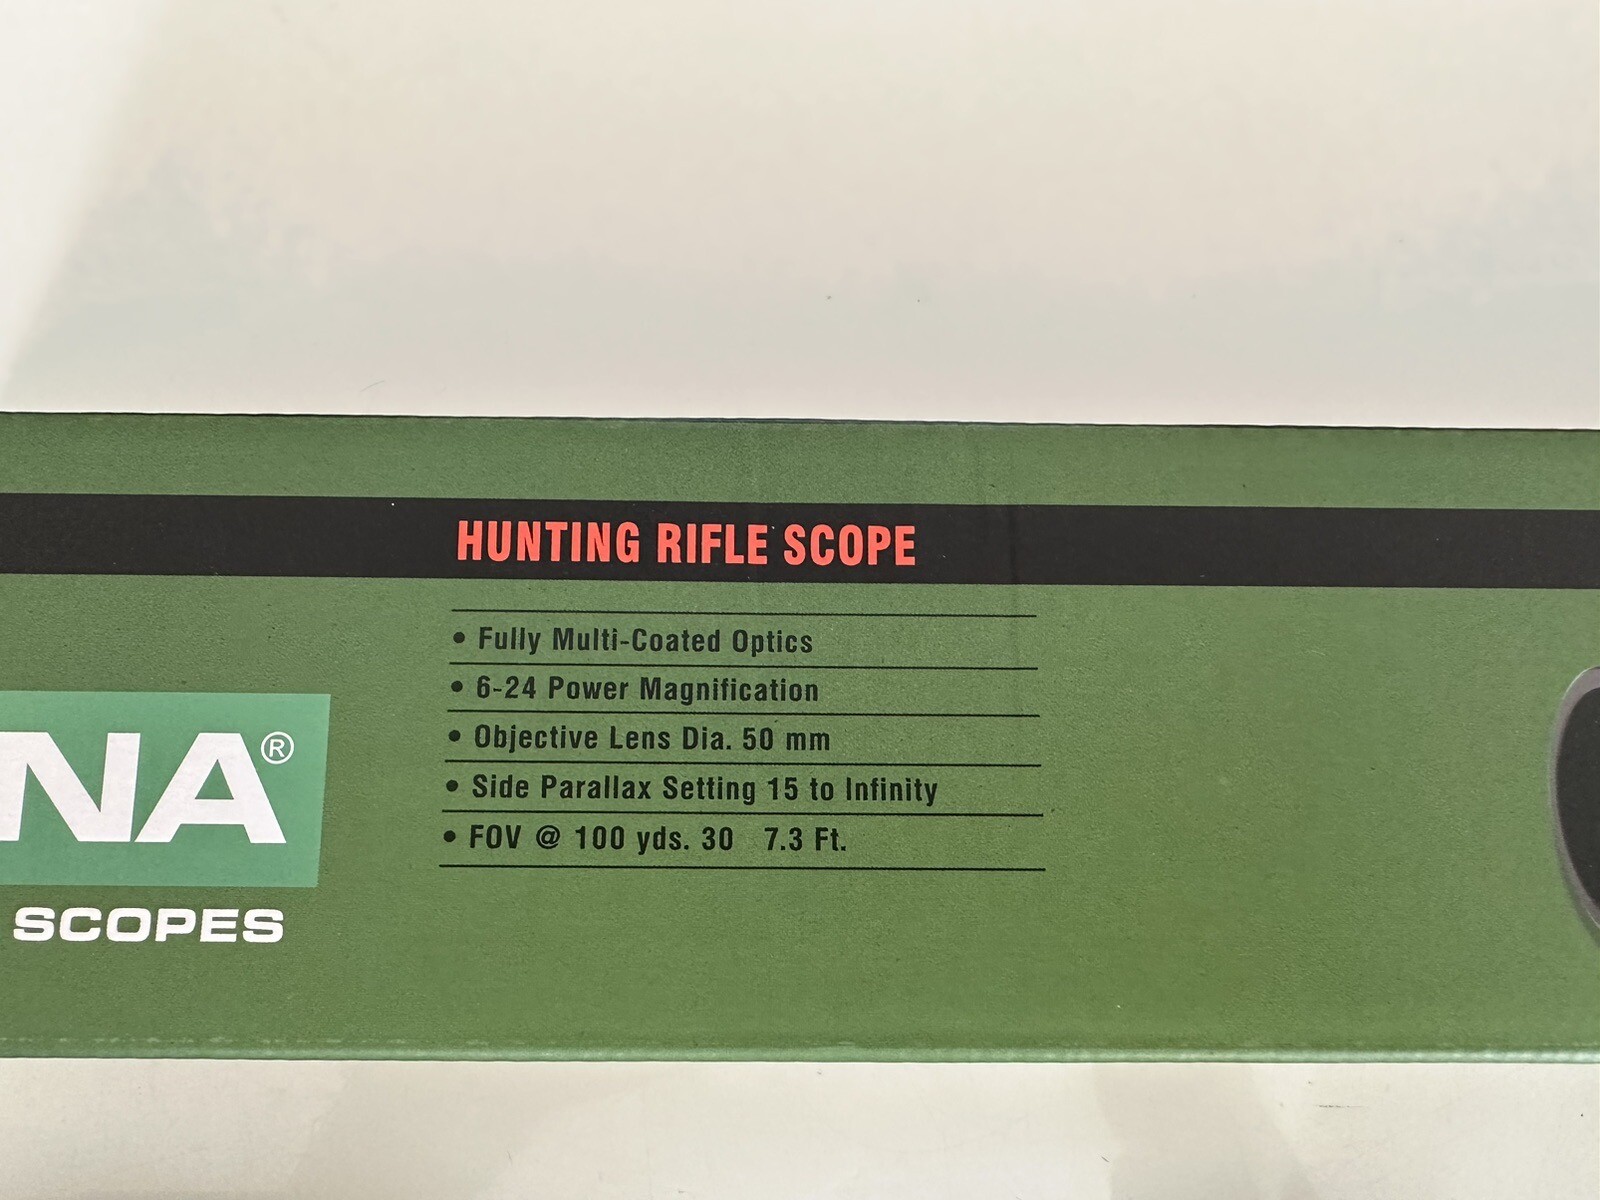 HUNTING RIFLE SCOPE
• Fully Multi-Coated Optics
• 6-24 Power Magnification
• Objective Lens Dia. 50 mm
• Side Parallax Setting 15 to Infinity
• FOV @ 100 yds. 30 7.3 Ft.
NA®
SCOPES